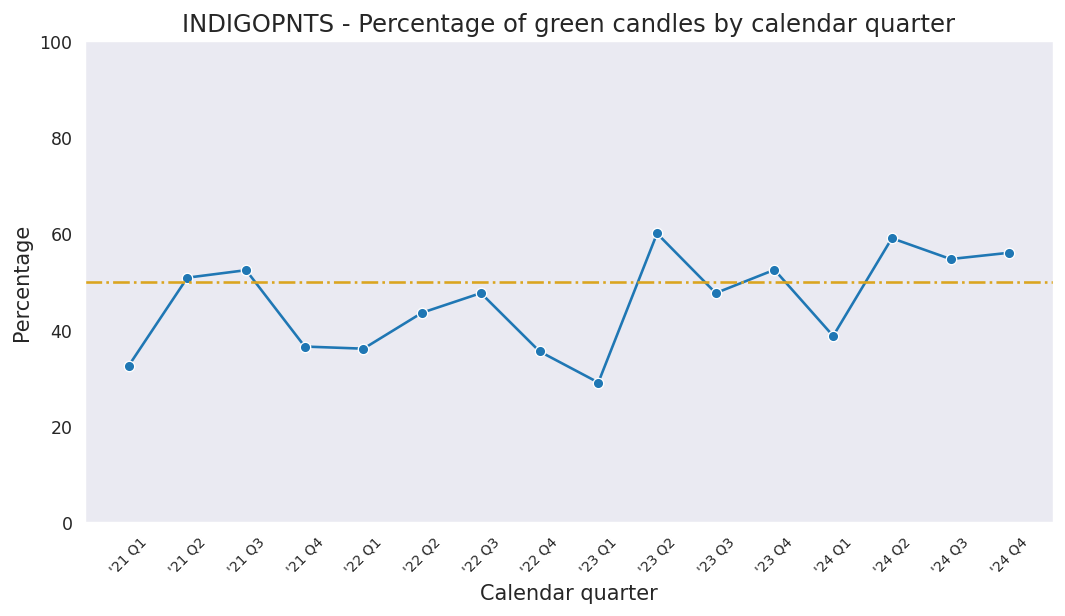 INDIGOPNTS - Percentage of green candles by calendar quarter
Percentage
100
80
60
40
20
0
'21 Q1
'21 Q2
'21 Q3
'21 Q4
'22 Q1
'22 Q2
'22 Q3
'22 Q4
'23 Q1
'23 Q2
'23 Q3
'23 Q4
'24 Q1
'24 Q2
'24 Q3
'24 Q4
Calendar quarter